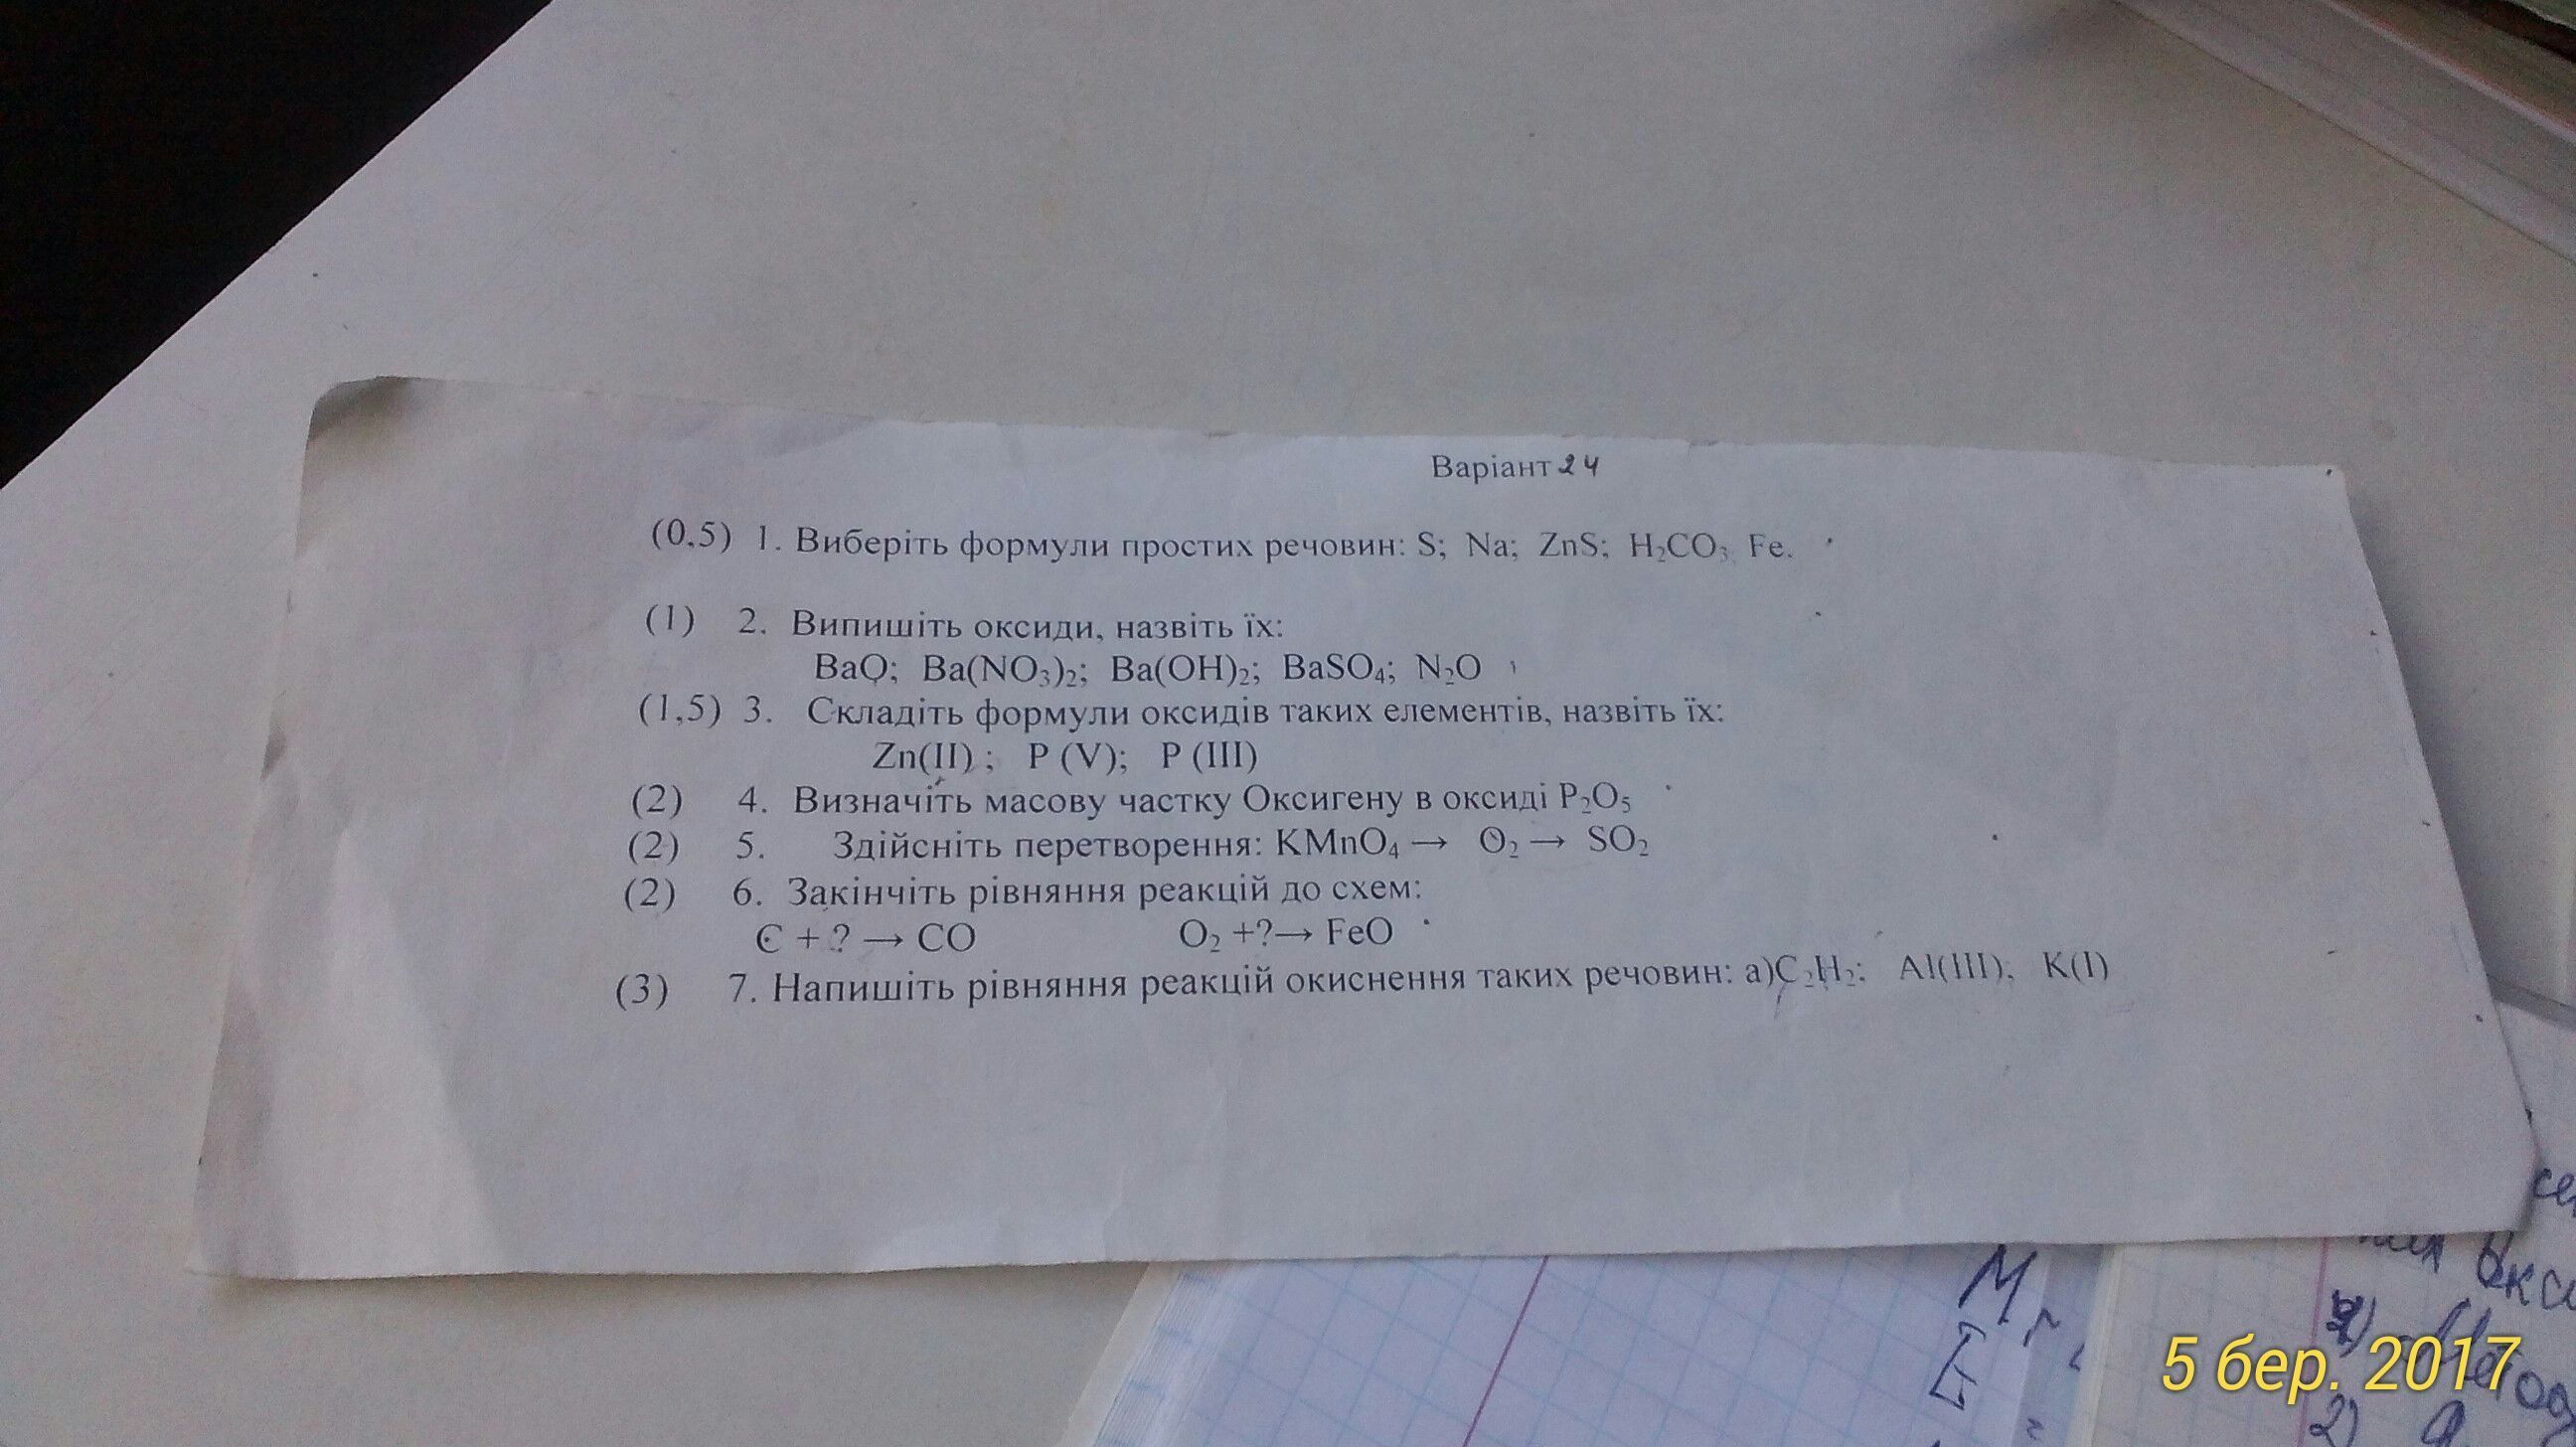 Варіант 24
(0,5) 1. Виберіть формули простих речовин: S; Na; ZnS; H₂CO₃ Fe.
(1) 2. Випишіть оксиди, назвіть їх:
BaO; Ba(NO₃)₂; Ba(OH)₂; BaSO₄; N₂O
(1,5) 3. Складіть формули оксидів таких елементів, назвіть їх:
Zn(II) ; P (V); P (III)
(2) 4. Визначіть масову частку Оксигену в оксиді P₂O₅
(2) 5. Здійсніть перетворення: KMnO₄ → O₂ → SO₂
(2) 6. Закінчіть рівняння реакцій до схем:
C + ? → CO O₂ +?→ FeO
(3) 7. Напишіть рівняння реакцій окиснення таких речовин: а)C₂H₂; Al(III); K(I)
5 бер. 2017